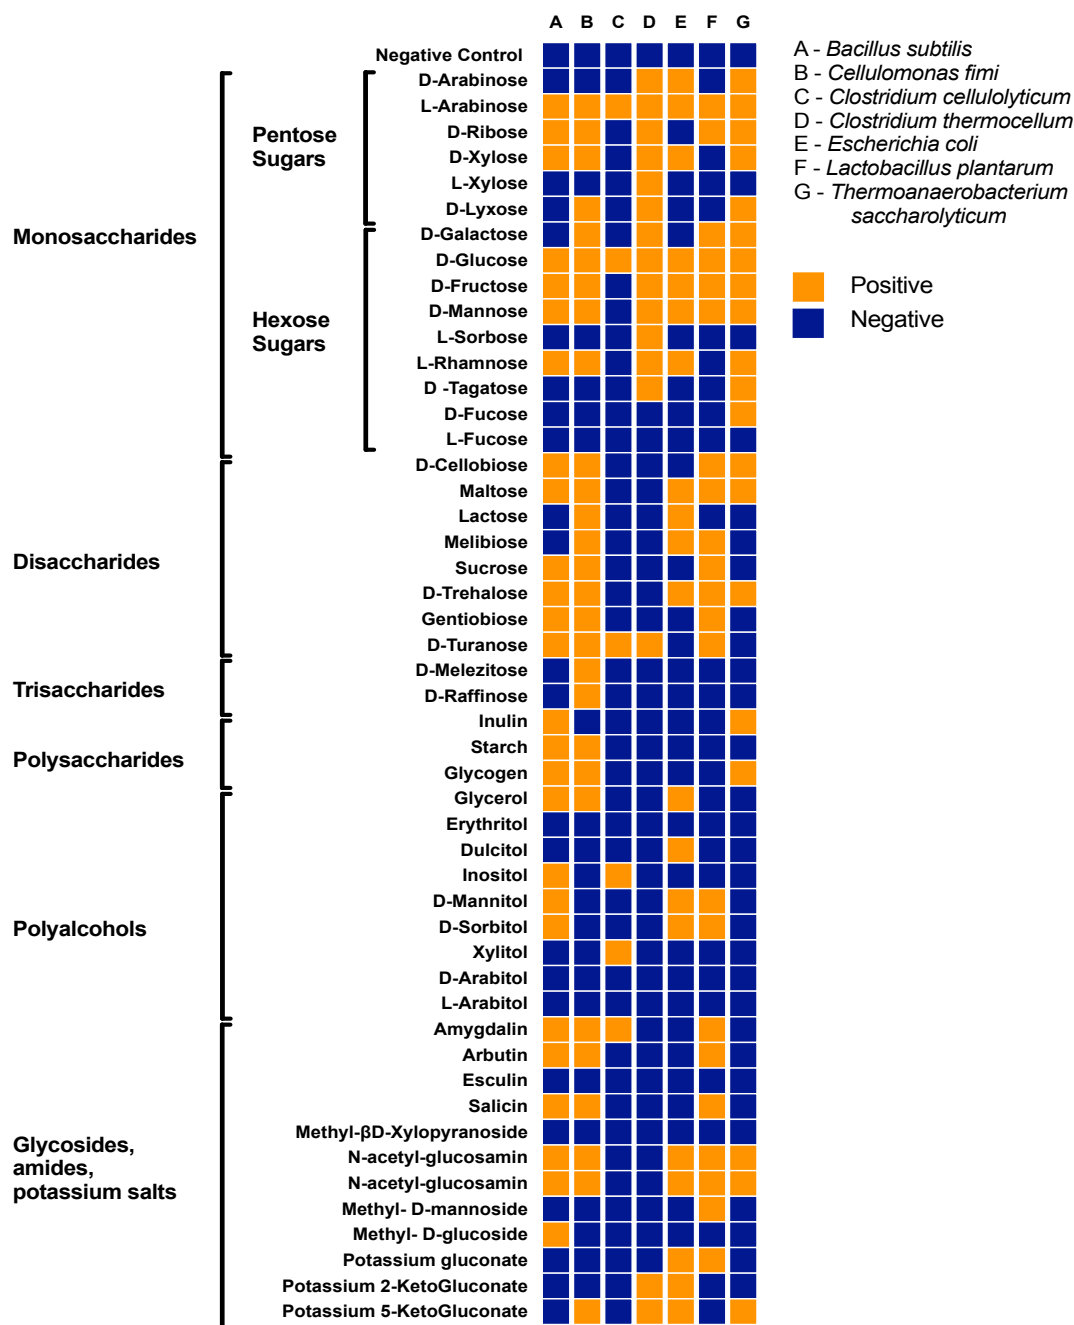 A B C D E F G
Negative Control
D-Arabinose
L-Arabinose
D-Ribose
D-Xylose
L-Xylose
D-Lyxose
D-Galactose
D-Glucose
D-Fructose
D-Mannose
L-Sorbose
L-Rhamnose
D -Tagatose
D-Fucose
L-Fucose
D-Cellobiose
Maltose
Lactose
Melibiose
Sucrose
D-Trehalose
Gentiobiose
D-Turanose
D-Melezitose
D-Raffinose
Inulin
Starch
Glycogen
Glycerol
Erythritol
Dulcitol
Inositol
D-Mannitol
D-Sorbitol
Xylitol
D-Arabitol
L-Arabitol
Amygdalin
Arbutin
Esculin
Salicin
Methyl-βD-Xylopyranoside
N-acetyl-glucosamin
N-acetyl-glucosamin
Methyl- D-mannoside
Methyl- D-glucoside
Potassium gluconate
Potassium 2-KetoGluconate
Potassium 5-KetoGluconate
Pentose
Sugars
Hexose
Sugars
Monosaccharides
Disaccharides
Trisaccharides
Polysaccharides
Polyalcohols
Glycosides,
amides,
potassium salts
A - Bacillus subtilis
B - Cellulomonas fimi
C - Clostridium cellulolyticum
D - Clostridium thermocellum
E - Escherichia coli
F - Lactobacillus plantarum
G - Thermoanaerobacterium
saccharolyticum
Positive
Negative